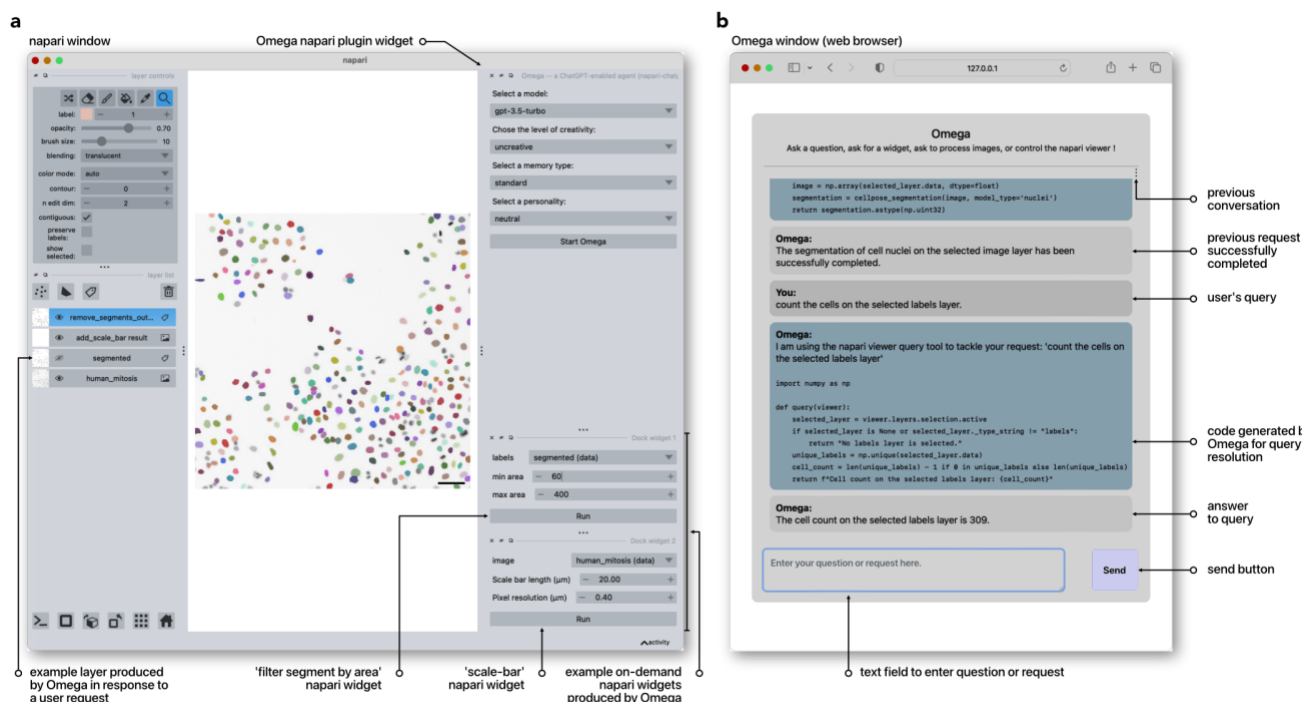 a
napari window
Omega napari plugin widget
napari
layer controls
label: 1
opacity: 0.70
brush size: 10
blending: translucent
color mode: auto
contour: 0
n edit dim: 2
contiguous:
preserve
labels:
show
selected:
layer list
remove_segments_out...
add_scale_bar result
segmented
human_mitosis
Omega — a ChatGPT-enabled agent (napari-chatg
Select a model:
gpt-3.5-turbo
Chose the level of creativity:
uncreative
Select a memory type:
standard
Select a personality:
neutral
Start Omega
Dock widget 1
labels segmented (data)
min area − 60 +
max area − 400 +
Run
Dock widget 2
image human_mitosis (data)
Scale bar length (μm) − 20.00 +
Pixel resolution (μm) − 0.40 +
Run
activity
example layer produced
by Omega in response to
a user request
'filter segment by area'
napari widget
'scale-bar'
napari widget
example on-demand
napari widgets
produced by Omega
b
Omega window (web browser)
127.0.0.1
Omega
Ask a question, ask for a widget, ask to process images, or control the napari viewer !
image = np.array(selected_layer.data, dtype=float)
segmentation = cellpose_segmentation(image, model_type='nuclei')
return segmentation.astype(np.uint32)
Omega:
The segmentation of cell nuclei on the selected image layer has been
successfully completed.
You:
count the cells on the selected labels layer.
Omega:
I am using the napari viewer query tool to tackle your request: 'count the cells on
the selected labels layer'
import numpy as np
def query(viewer):
selected_layer = viewer.layers.selection.active
if selected_layer is None or selected_layer._type_string != "labels":
return "No labels layer is selected."
unique_labels = np.unique(selected_layer.data)
cell_count = len(unique_labels) - 1 if 0 in unique_labels else len(unique_labels)
return f"Cell count on the selected labels layer: {cell_count}"
Omega:
The cell count on the selected labels layer is 309.
Enter your question or request here.
Send
previous
conversation
previous request
successfully
completed
user's query
code generated b
Omega for query
resolution
answer
to query
send button
text field to enter question or request